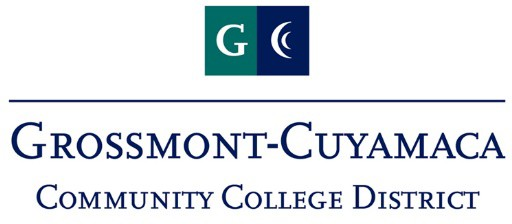 G
GROSSMONT-CUYAMACA
COMMUNITY COLLEGE DISTRICT